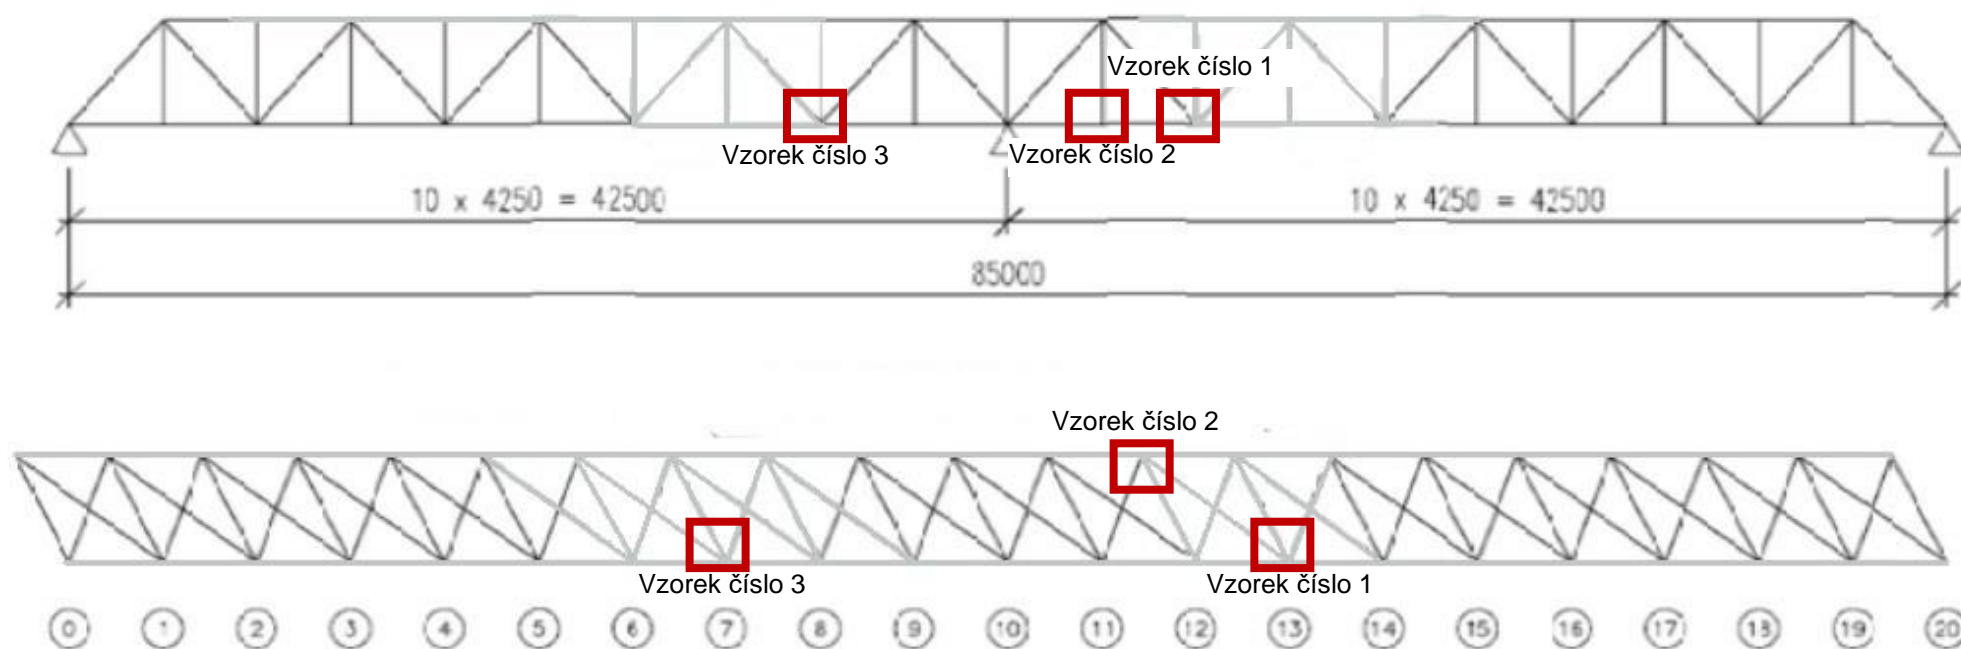 Vzorek číslo 1
Vzorek číslo 3
Vzorek číslo 2
10 x 4250 = 42500
10 x 4250 = 42500
85000
Vzorek číslo 2
Vzorek číslo 3
Vzorek číslo 1
0 1 2 3 4 5 6 7 8 9 10 11 12 13 14 15 16 17 18 19 20